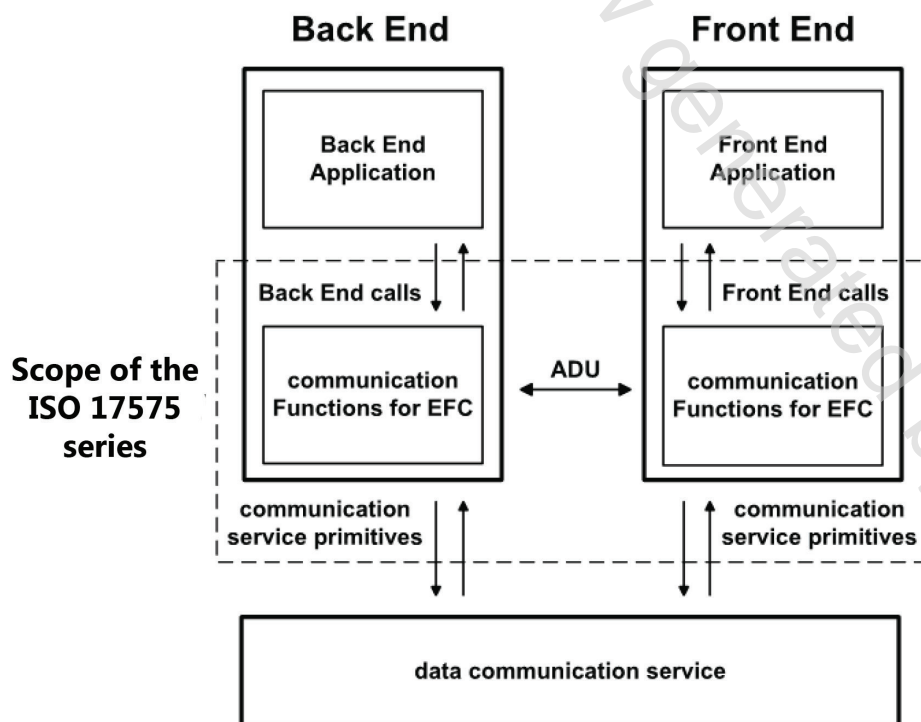 Back End
Front End
Back End
Application
Front End
Application
Back End calls
Front End calls
Scope of the
ISO 17575
series
communication
Functions for EFC
ADU
communication
Functions for EFC
communication
service primitives
communication
service primitives
data communication service
generated